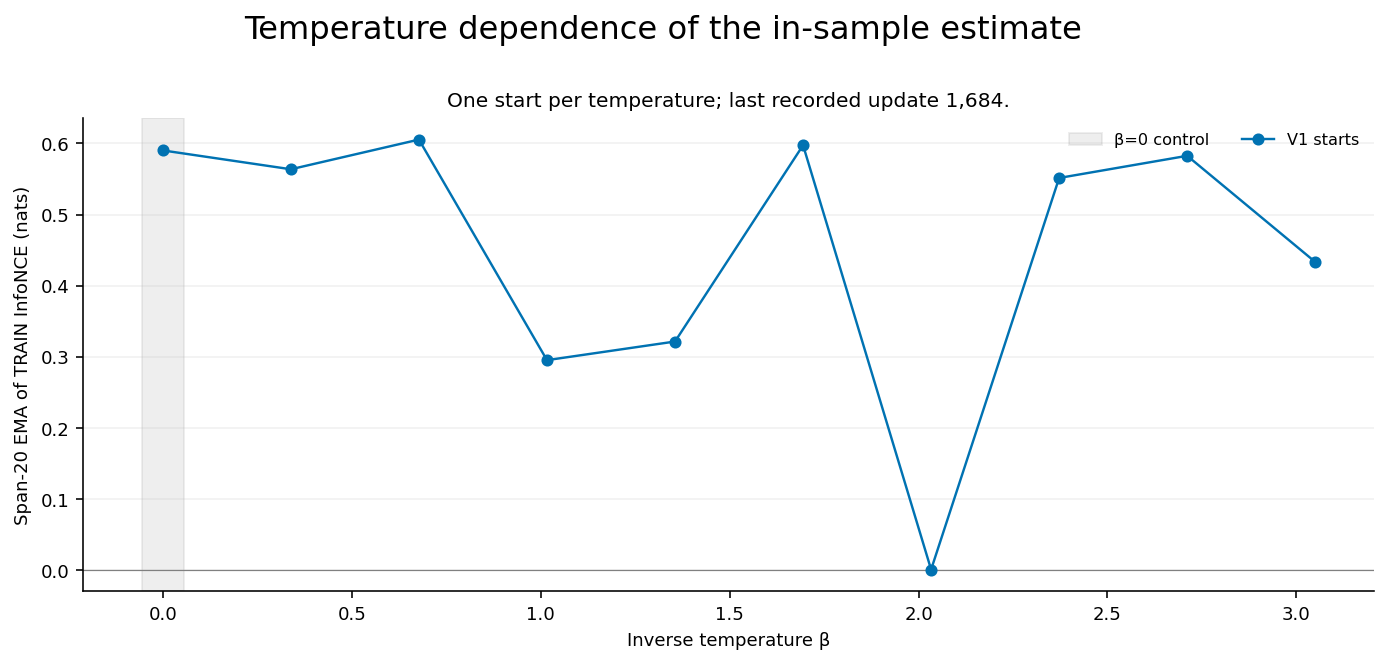 Temperature dependence of the in-sample estimate
One start per temperature; last recorded update 1,684.
β=0 control
V1 starts
Span-20 EMA of TRAIN InfoNCE (nats)
0.6
0.5
0.4
0.3
0.2
0.1
0.0
0.0 0.5 1.0 1.5 2.0 2.5 3.0
Inverse temperature β